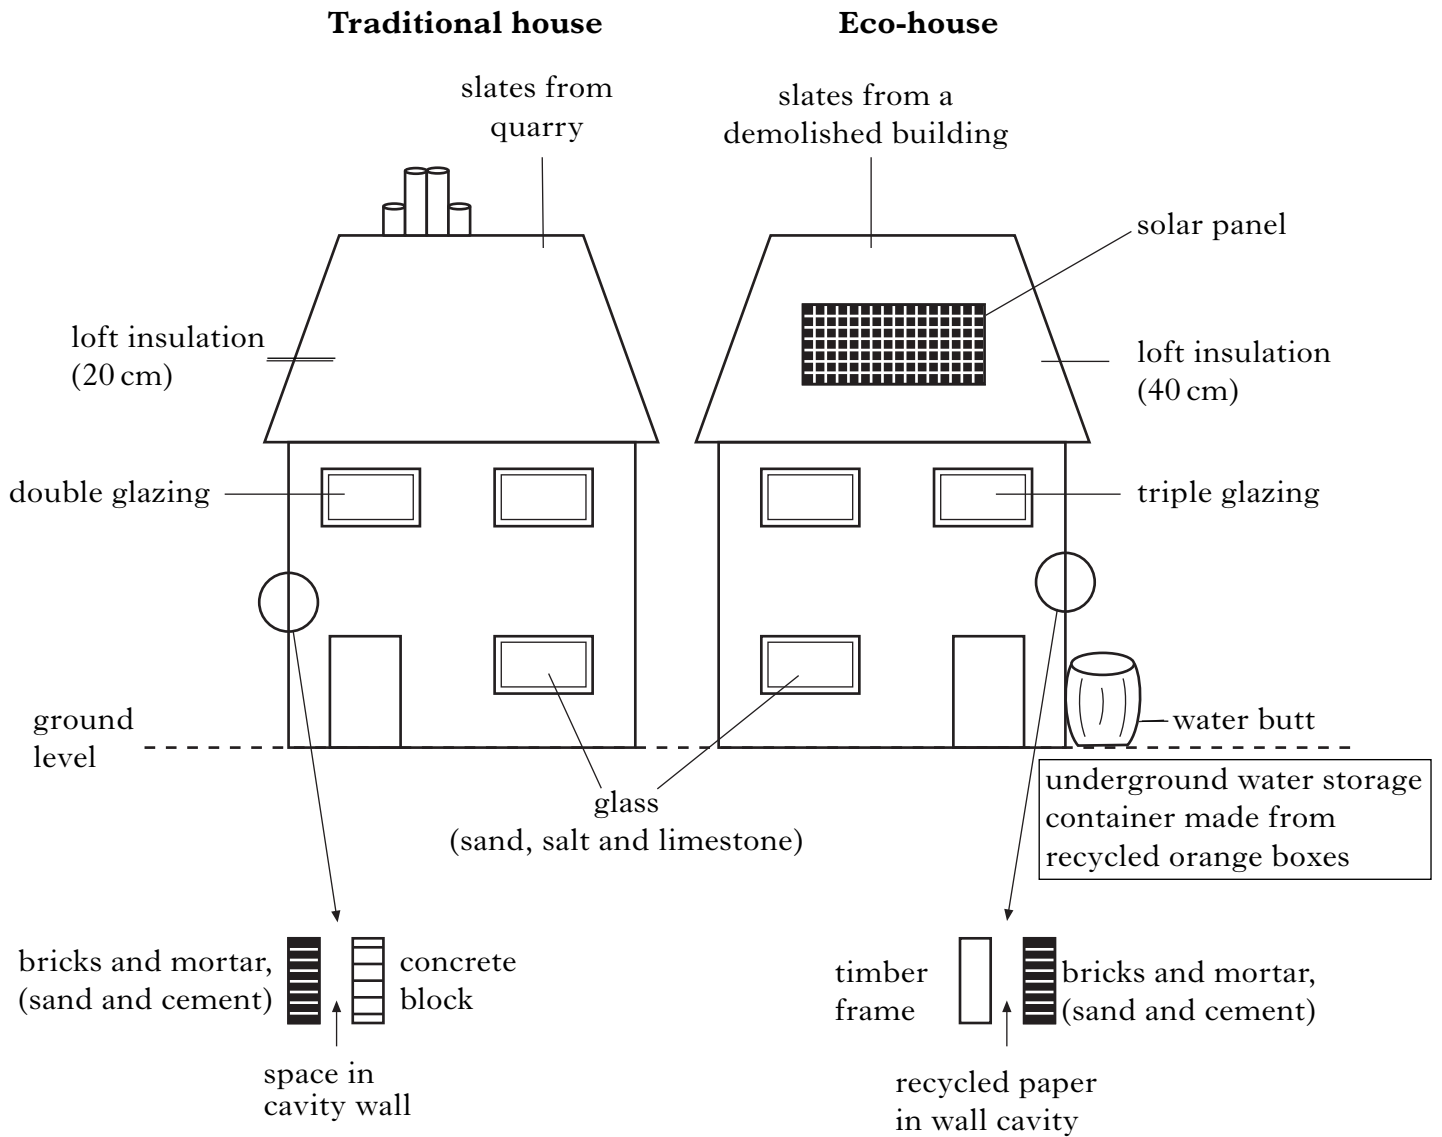 Traditional house
Eco-house
slates from
quarry
slates from a
demolished building
solar panel
loft insulation
(20 cm)
loft insulation
(40 cm)
double glazing
triple glazing
ground
level
water butt
underground water storage
container made from
recycled orange boxes
glass
(sand, salt and limestone)
bricks and mortar,
(sand and cement)
concrete
block
timber
frame
bricks and mortar,
(sand and cement)
space in
cavity wall
recycled paper
in wall cavity